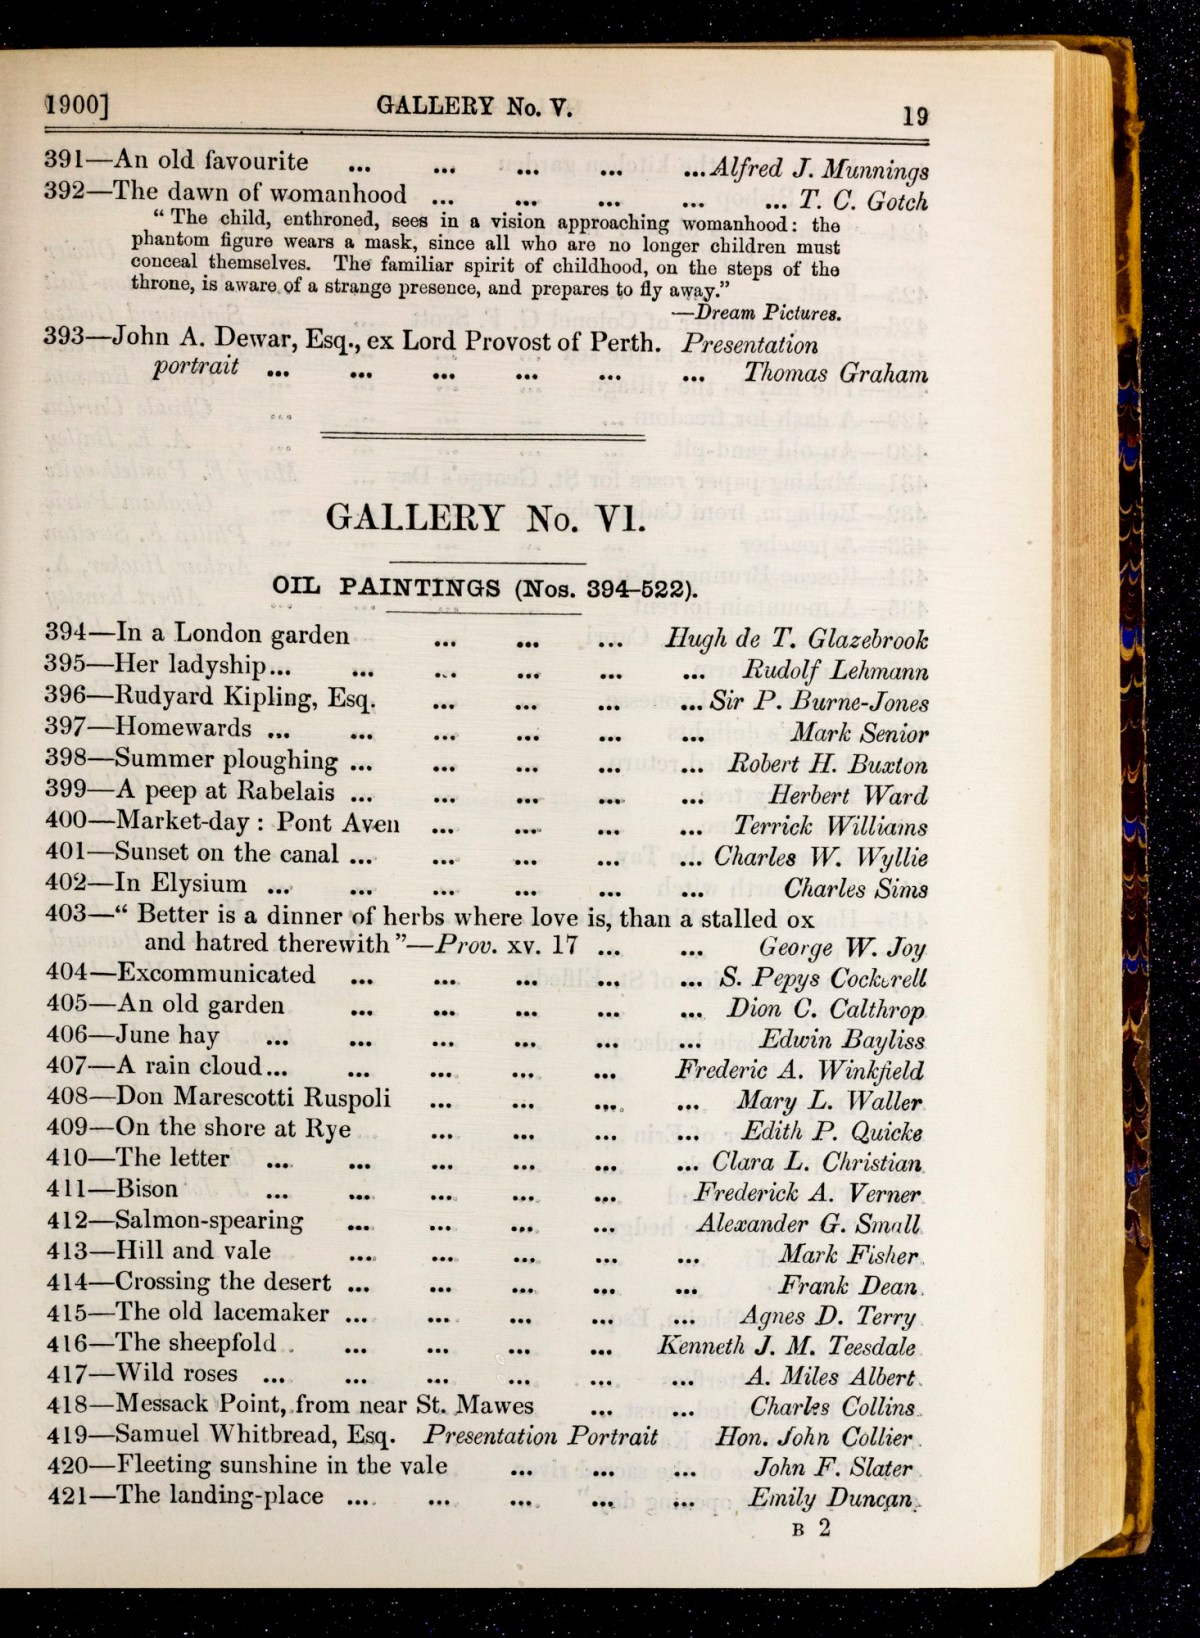 1900] GALLERY No. V. 19
391—An old favourite ... ... ... ... ... Alfred J. Munnings
392—The dawn of womanhood ... ... ... ... ... T. C. Gotch
“ The child, enthroned, sees in a vision approaching womanhood: the
phantom figure wears a mask, since all who are no longer children must
conceal themselves. The familiar spirit of childhood, on the steps of the
throne, is aware of a strange presence, and prepares to fly away.”
—Dream Pictures.
393—John A. Dewar, Esq., ex Lord Provost of Perth. Presentation
portrait ... ... ... ... ... ... Thomas Graham
GALLERY No. VI.
OIL PAINTINGS (Nos. 394-522).
394—In a London garden ... ... ... Hugh de T. Glazebrook
395—Her ladyship... ... ... ... ... ... Rudolf Lehmann
396—Rudyard Kipling, Esq. ... ... ... ... Sir P. Burne-Jones
397—Homewards ... ... ... ... ... ... Mark Senior
398—Summer ploughing ... ... ... ... ... Robert H. Buxton
399—A peep at Rabelais ... ... ... ... ... Herbert Ward
400—Market-day : Pont Aven ... ... ... ... Terrick Williams
401—Sunset on the canal ... ... ... ... ... Charles W. Wyllie
402—In Elysium ... ... ... ... ... ... Charles Sims
403—“ Better is a dinner of herbs where love is, than a stalled ox
and hatred therewith”—Prov. xv. 17 ... ... George W. Joy
404—Excommunicated ... ... ... ... ... S. Pepys Cockerell
405—An old garden ... ... ... ... ... Dion C. Calthrop
406—June hay ... ... ... ... ... ... Edwin Bayliss
407—A rain cloud... ... ... ... ... Frederic A. Winkfield
408—Don Marescotti Ruspoli ... ... ... ... Mary L. Waller
409—On the shore at Rye ... ... ... ... Edith P. Quicke
410—The letter ... ... ... ... ... ... Clara L. Christian
411—Bison ... ... ... ... ... Frederick A. Verner
412—Salmon-spearing ... ... ... ... Alexander G. Small
413—Hill and vale ... ... ... ... ... Mark Fisher
414—Crossing the desert ... ... ... ... ... Frank Dean
415—The old lacemaker ... ... ... ... ... Agnes D. Terry
416—The sheepfold ... ... ... ... Kenneth J. M. Teesdale
417—Wild roses ... ... ... ... ... ... A. Miles Albert
418—Messack Point, from near St. Mawes ... ... Charles Collins
419—Samuel Whitbread, Esq. Presentation Portrait Hon. John Collier
420—Fleeting sunshine in the vale ... ... ... John F. Slater
421—The landing-place ... ... ... ... ... Emily Duncan
B 2